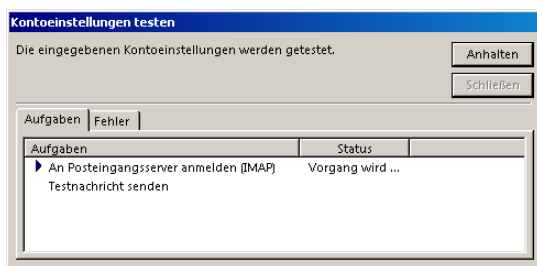 Kontoeinstellungen testen
Die eingegebenen Kontoeinstellungen werden getestet.
Anhalten
Schließen
Aufgaben Fehler
Aufgaben Status
An Posteingangsserver anmelden (IMAP) Vorgang wird ...
Testnachricht senden